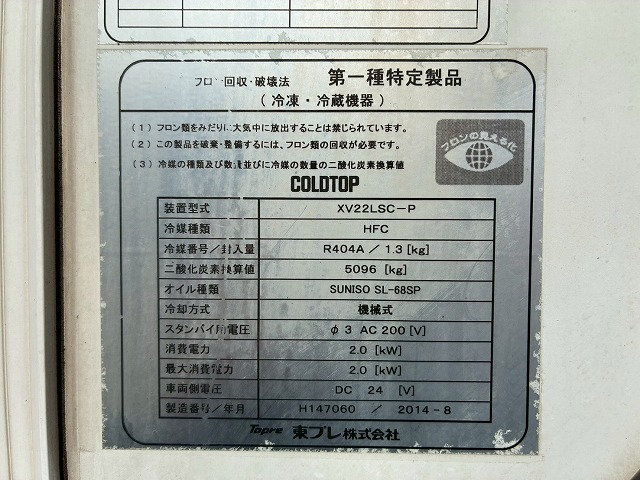 フロン回収・破壊法 第一種特定製品
（冷凍・冷蔵機器）
（1）フロン類をみだりに大気中に放出することは禁じられています。
（2）この製品を破棄・整備するには、フロン類の回収が必要です。
（3）冷媒の種類及び数量並びに冷媒の数量の二酸化炭素換算値
フロンの見える化
COLDTOP
装置型式 XV22LSC-P
冷媒種類 HFC
冷媒番号／封入量 R404A ／ 1.3 [kg]
二酸化炭素換算値 5096 [kg]
オイル種類 SUNISO SL-68SP
冷却方式 機械式
スタンバイ用電圧 φ3 AC 200 [V]
消費電力 2.0 [kW]
最大消費電力 2.0 [kW]
車両側電圧 DC 24 [V]
製造番号／年月 H147060 ／ 2014-8
Topre 東プレ株式会社